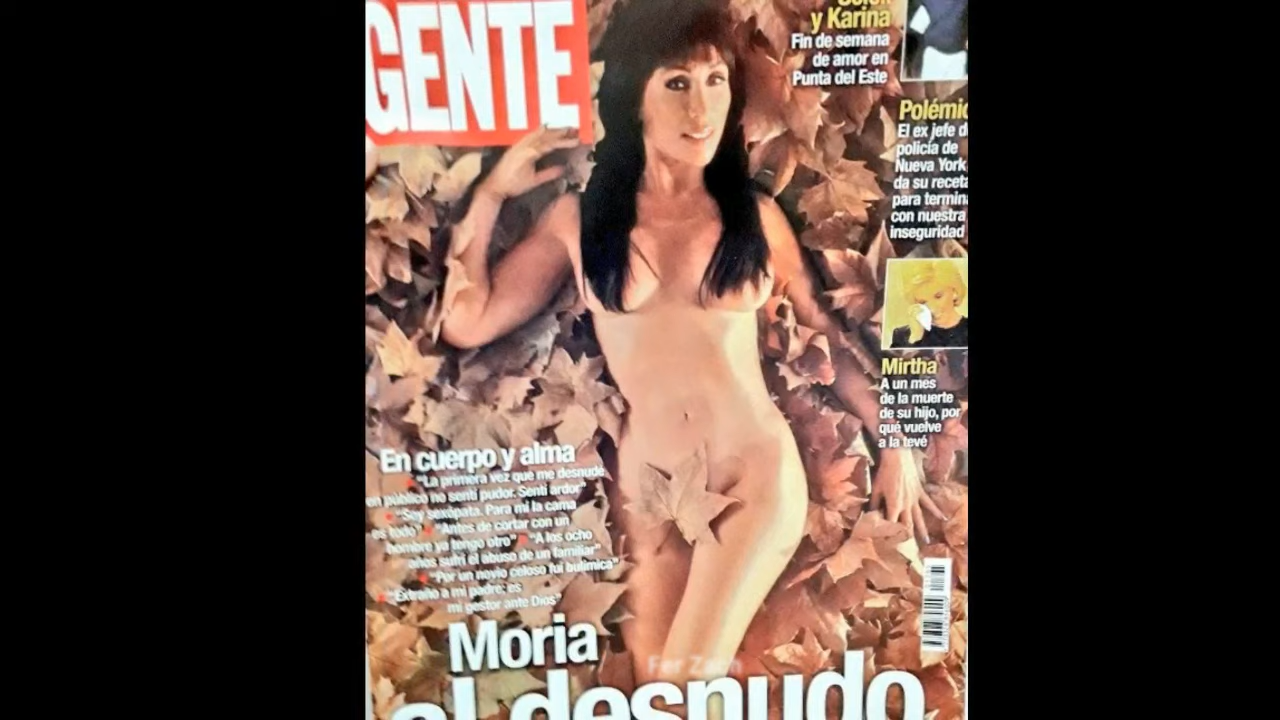 GENTE
y Karina
Fin de semana
de amor en
Punta del Este
Polémic
El ex jefe d
policía de
Nueva York
da su receta
para termina
con nuestra
inseguridad
Mirtha
A un mes
de la muerte
de su hijo, por
qué vuelve
a la tevé
En cuerpo y alma
"La primera vez que me desnudé
en público no sentí pudor. Sentí ardor"
"Soy sexópata. Para mí la cama
es todo" "Antes de cortar con un
hombre ya tengo otro" "A los ocho
años sufrí el abuso de un familiar"
"Por un novio celoso fui bulímica"
"Extraño a mi padre: es
mi gestor ante Dios"
Moria
al desnudo
Fer Zach